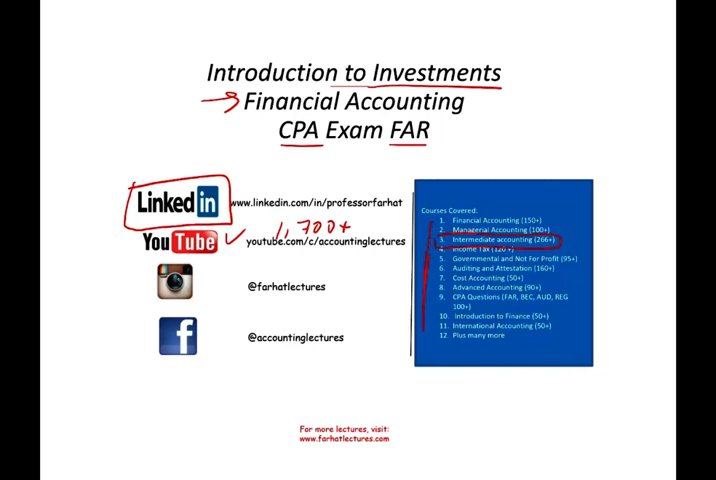 Introduction to Investments
Financial Accounting
CPA Exam FAR
Linked in
www.linkedin.com/in/professorfarhat
1,700+
You Tube
youtube.com/c/accountinglectures
@farhatlectures
f
@accountinglectures
Courses Covered:
1. Financial Accounting (150+)
2. Managerial Accounting (100+)
3. Intermediate accounting (266+)
4. Income Tax (120+)
5. Governmental and Not For Profit (95+)
6. Auditing and Attestation (160+)
7. Cost Accounting (50+)
8. Advanced Accounting (90+)
9. CPA Questions (FAR, BEC, AUD, REG
100+)
10. Introduction to Finance (50+)
11. International Accounting (50+)
12. Plus many more
For more lectures, visit:
www.farhatlectures.com